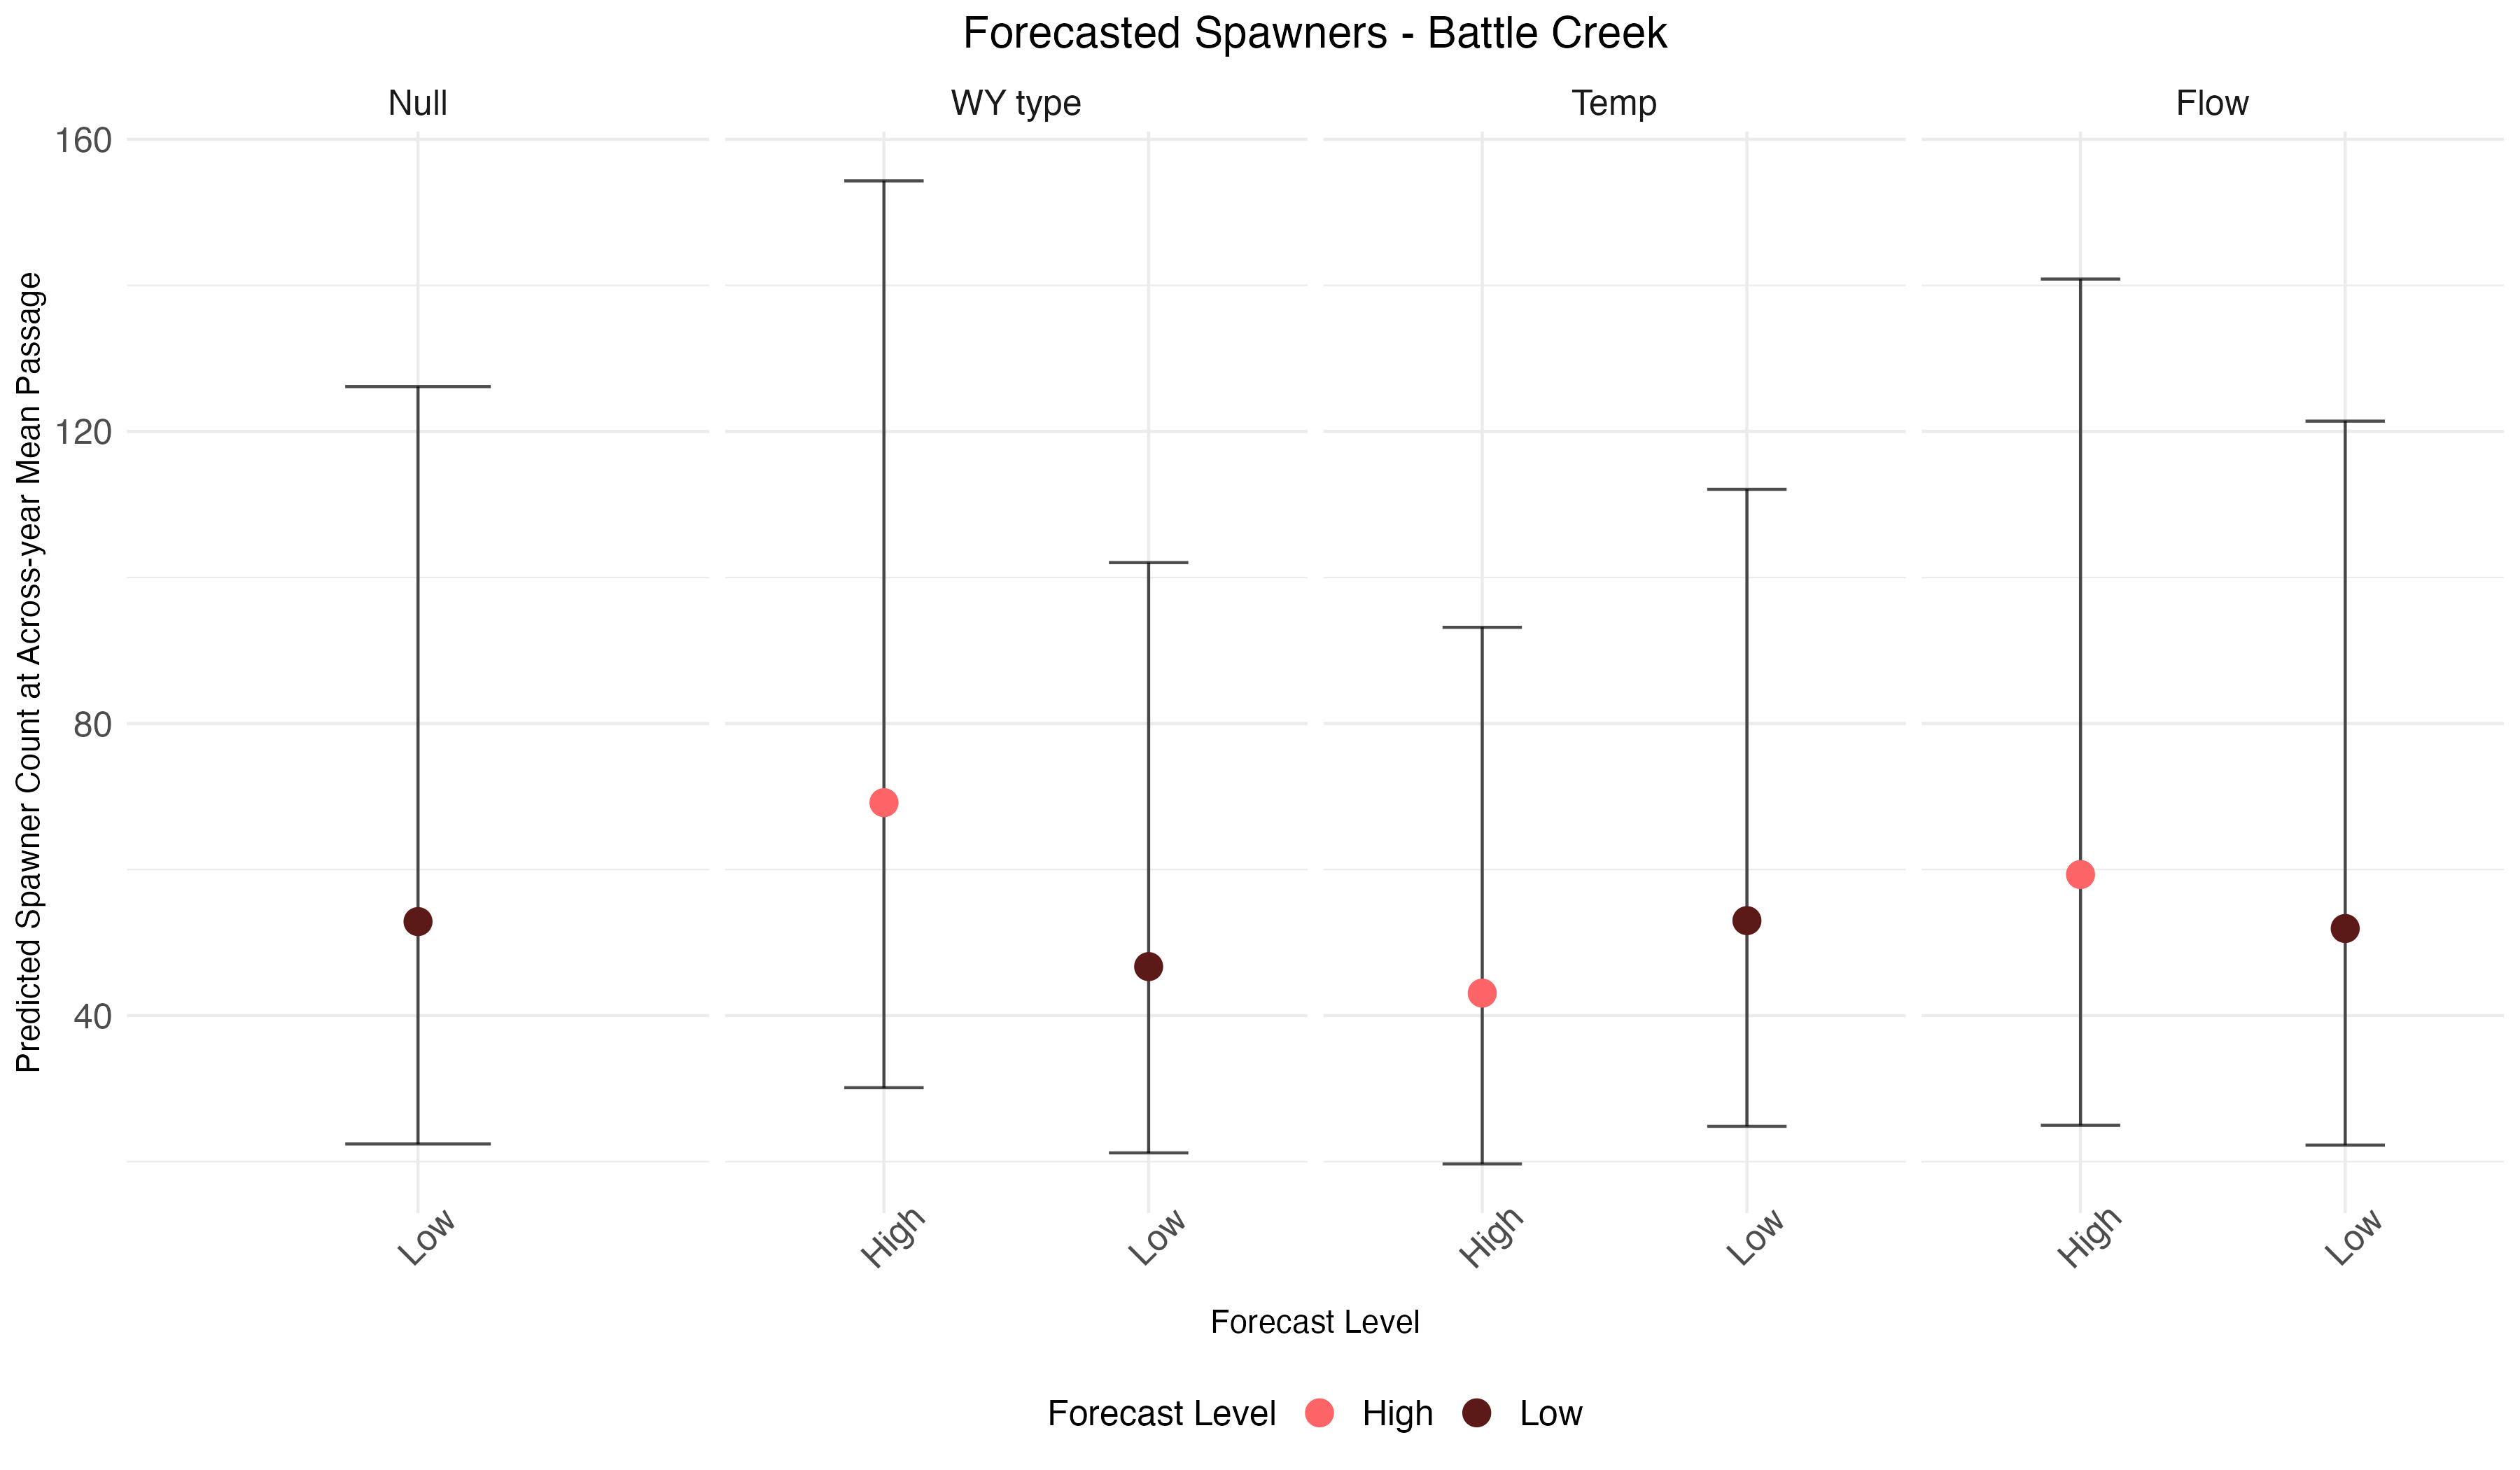 Forecasted Spawners - Battle Creek
Null
WY type
Temp
Flow
Predicted Spawner Count at Across-year Mean Passage
160
120
80
40
Low
High
Low
High
Low
High
Low
Forecast Level
Forecast Level High Low